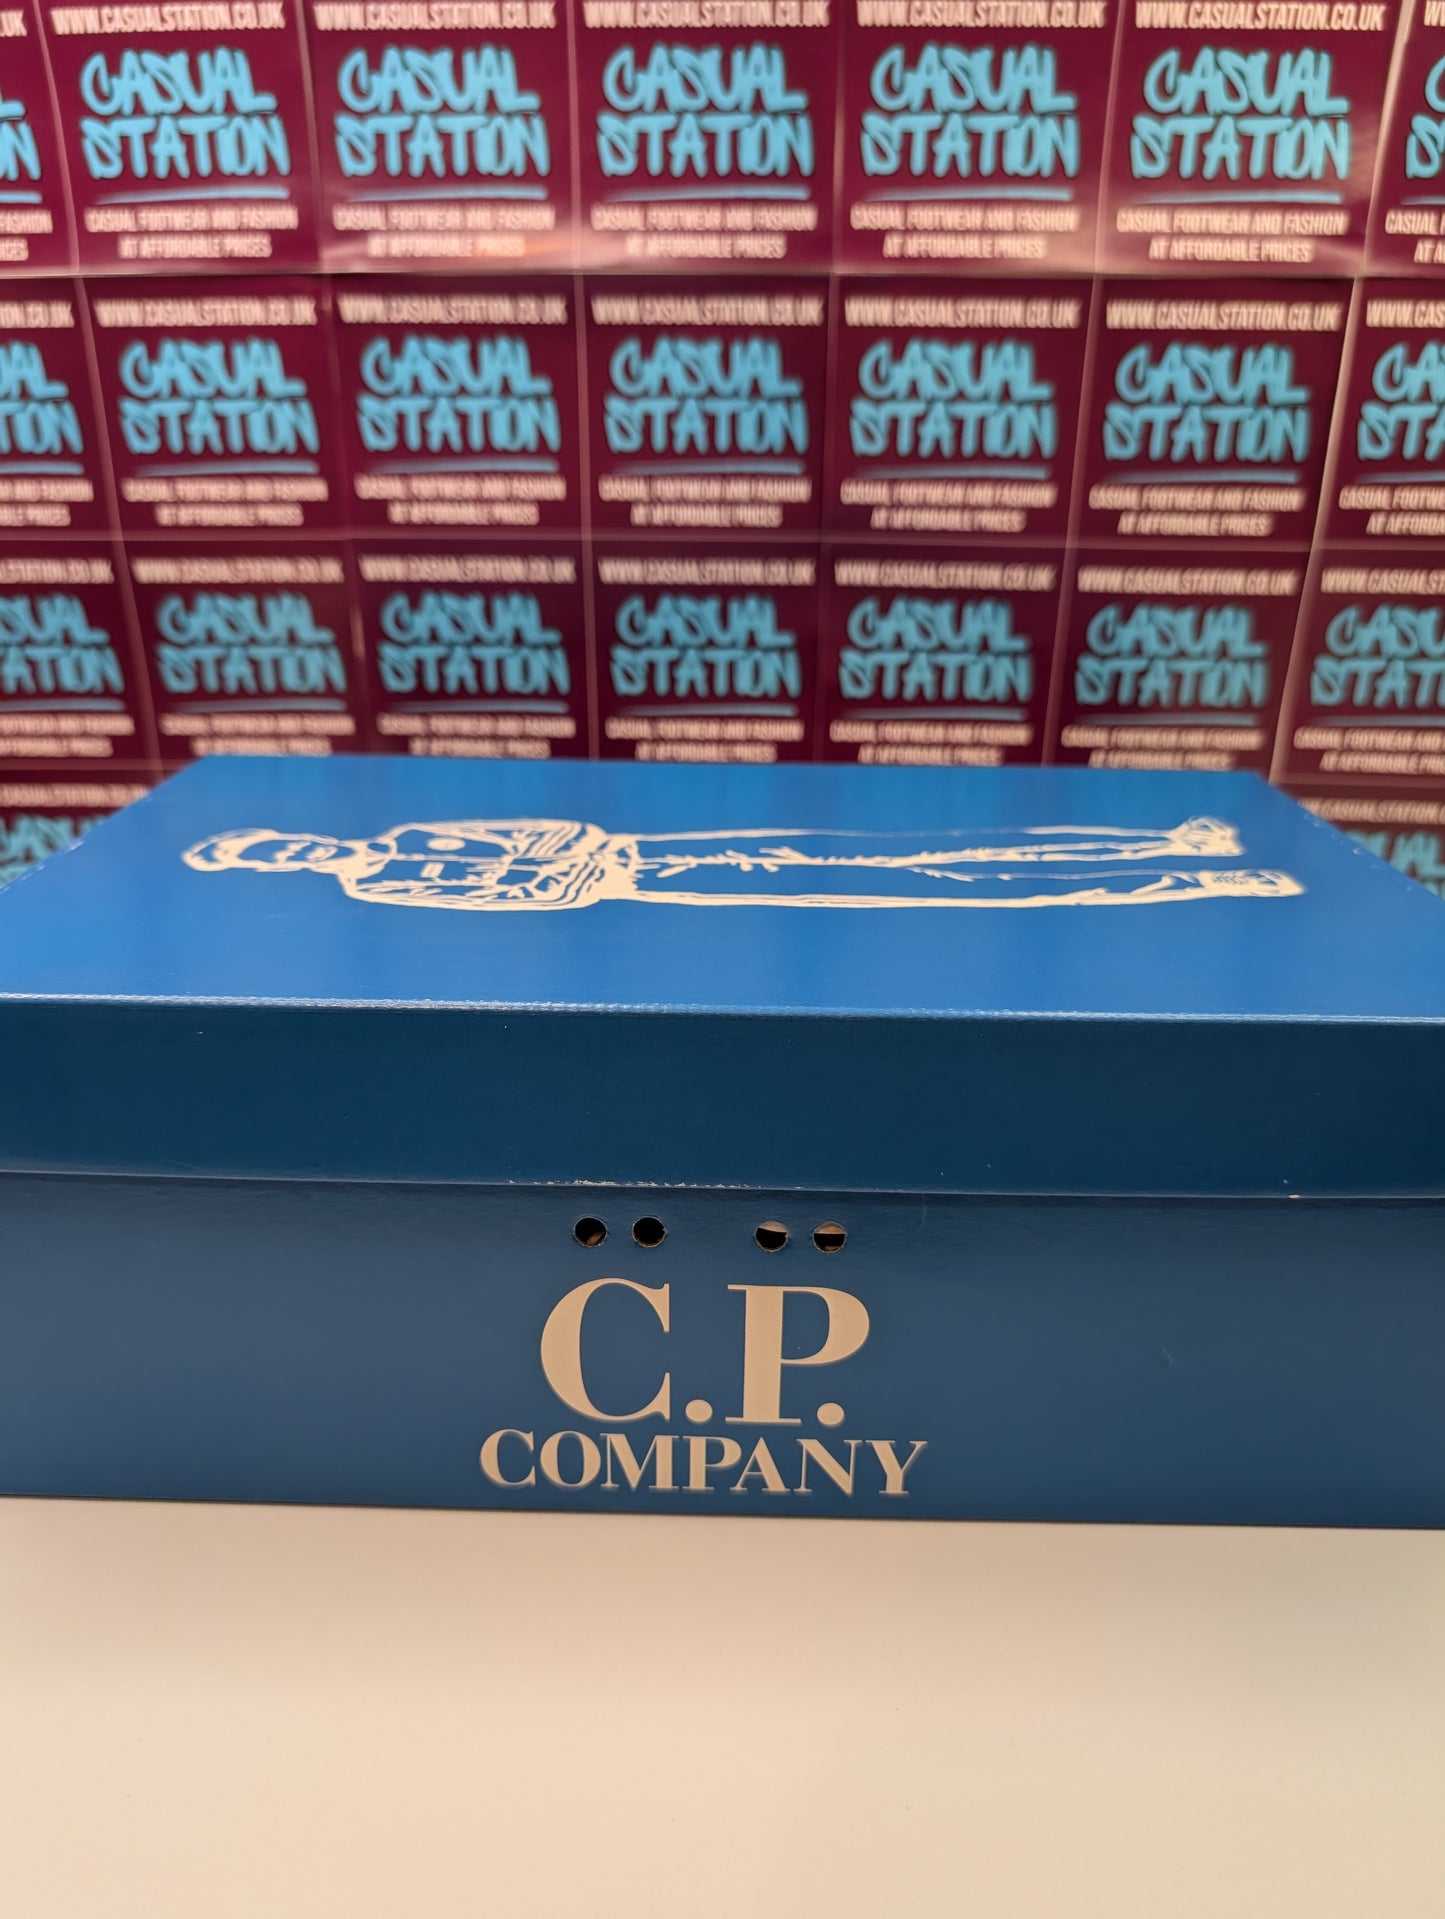 WWW.CASUALSTATION.CO.UK
CASUAL
STATION
CASUAL FOOTWEAR AND FASHION
AT AFFORDABLE PRICES
C.P.
COMPANY